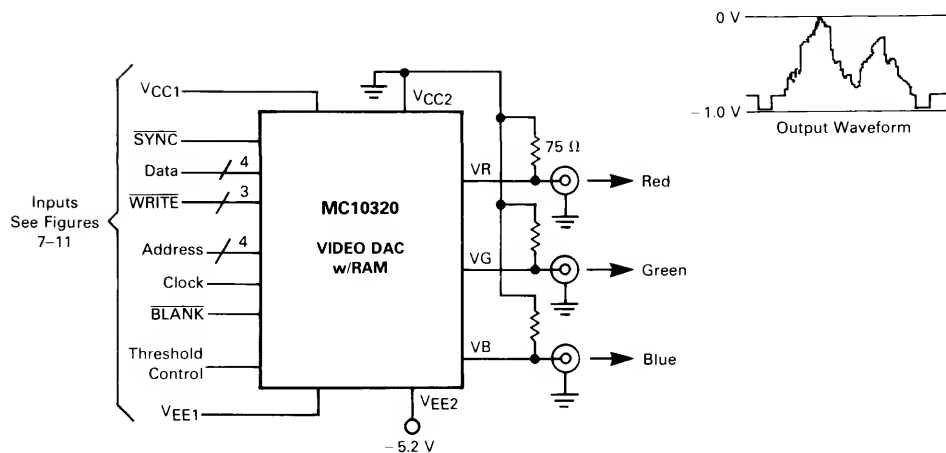 0 V
−1.0 V
Output Waveform
VCC1
VCC2
SYNC
Data
4
WRITE
3
Address
4
Clock
BLANK
Threshold
Control
VEE1
Inputs
See Figures
7–11
MC10320
VIDEO DAC
w/RAM
75 Ω
VR
Red
VG
Green
VB
Blue
VEE2
−5.2 V